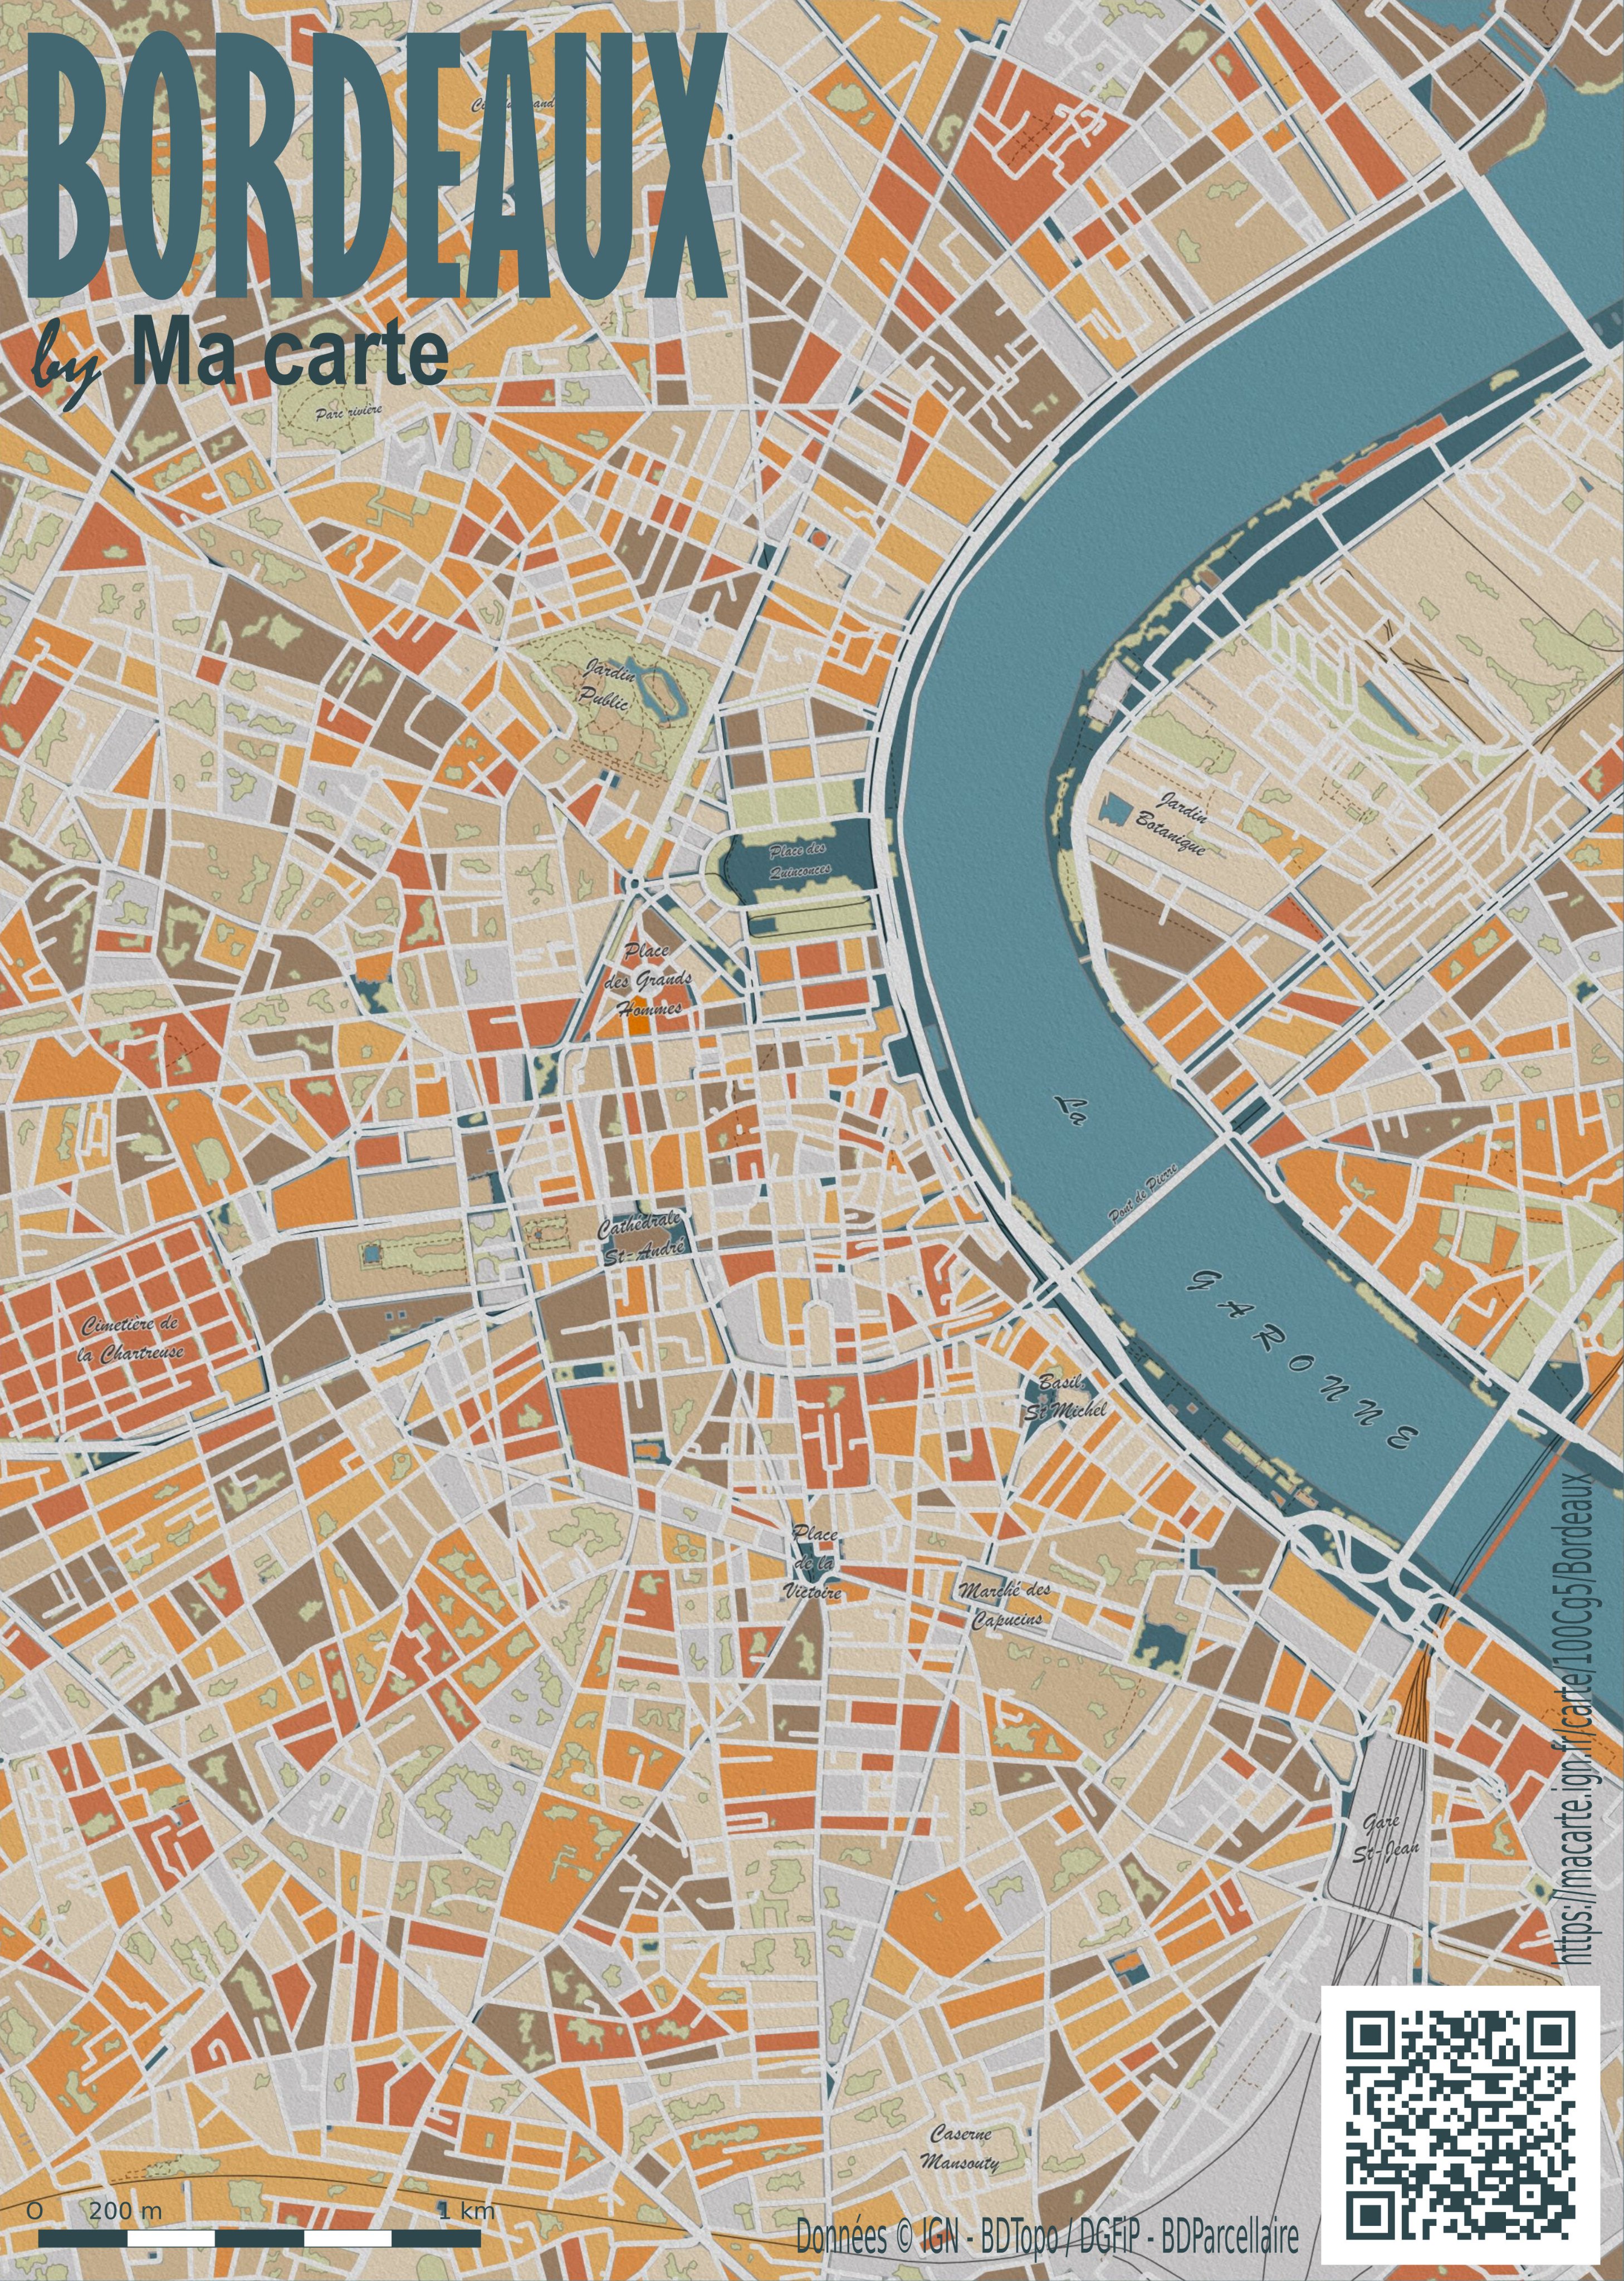 BORDEAUX
by Ma carte
Parc rivière
Jardin
Public
Jardin
Botanique
Place des
Quinconces
Place
des Grands
Hommes
La
Pont de Pierre
Cathédrale
St-André
GARONNE
Cimetière de
la Chartreuse
Basil.
St Michel
Place
de la
Victoire
Marché des
Capucins
https://macarte.ign.fr/carte/100Cg5/Bordeaux
Gare
St-Jean
Caserne
Mansouty
0 200 m 1 km
Données © IGN - BDTopo / DGFiP - BDParcellaire